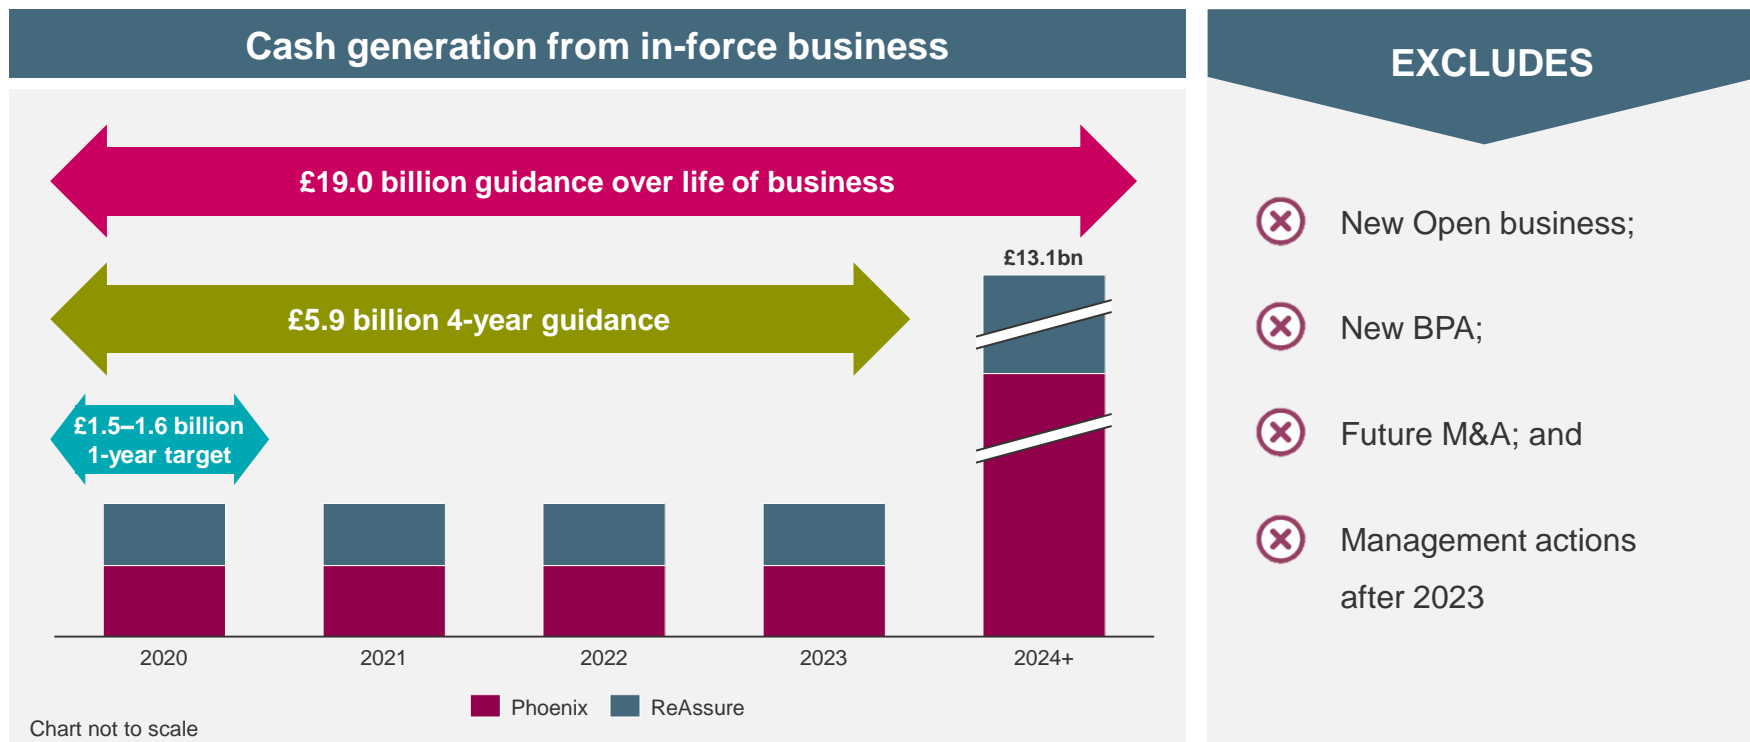 Cash generation from in-force business
£19.0 billion guidance over life of business
£13.1bn
£5.9 billion 4-year guidance
£1.5–1.6 billion
1-year target
2020
2021
2022
2023
2024+
Phoenix
ReAssure
Chart not to scale
EXCLUDES
New Open business;
New BPA;
Future M&A; and
Management actions
after 2023